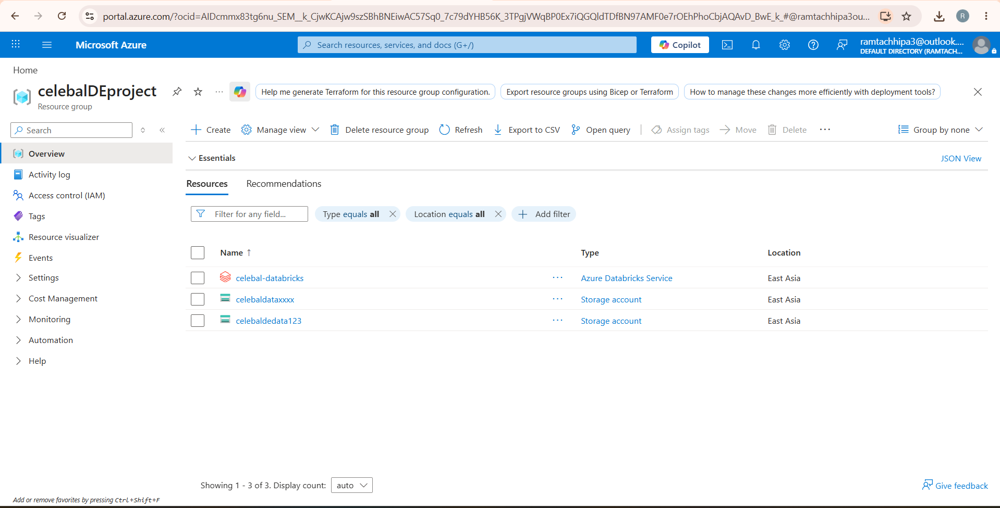 portal.azure.com/?ocid=AIDcmmx83tg6nu_SEM__k_CjwKCAjw9szSBhBNEiwAC57Sq0_7c79dYHB56K_3TPgjVWqBP0Ex7iQGQldTDfBN97AMF0e7rOEhPhoCbjAQAvD_BwE_k_#@ramtachhipa3ou...
R
Microsoft Azure
Search resources, services, and docs (G+/)
Copilot
ramtachhipa3@outlook....
DEFAULT DIRECTORY (RAMTACH...
Home
celebalDEproject
Resource group
Help me generate Terraform for this resource group configuration.
Export resource groups using Bicep or Terraform
How to manage these changes more efficiently with deployment tools?
Search
Create
Manage view
Delete resource group
Refresh
Export to CSV
Open query
Assign tags
Move
Delete
Group by none
Overview
Activity log
Access control (IAM)
Tags
Resource visualizer
Events
Settings
Cost Management
Monitoring
Automation
Help
Essentials
JSON View
Resources
Recommendations
Filter for any field...
Type equals all
Location equals all
Add filter
Name ↑ Type Location
celebal-databricks ... Azure Databricks Service East Asia
celebaldataxxxx ... Storage account East Asia
celebaldedata123 ... Storage account East Asia
Showing 1 - 3 of 3. Display count: auto
Give feedback
Add or remove favorites by pressing Ctrl+Shift+F